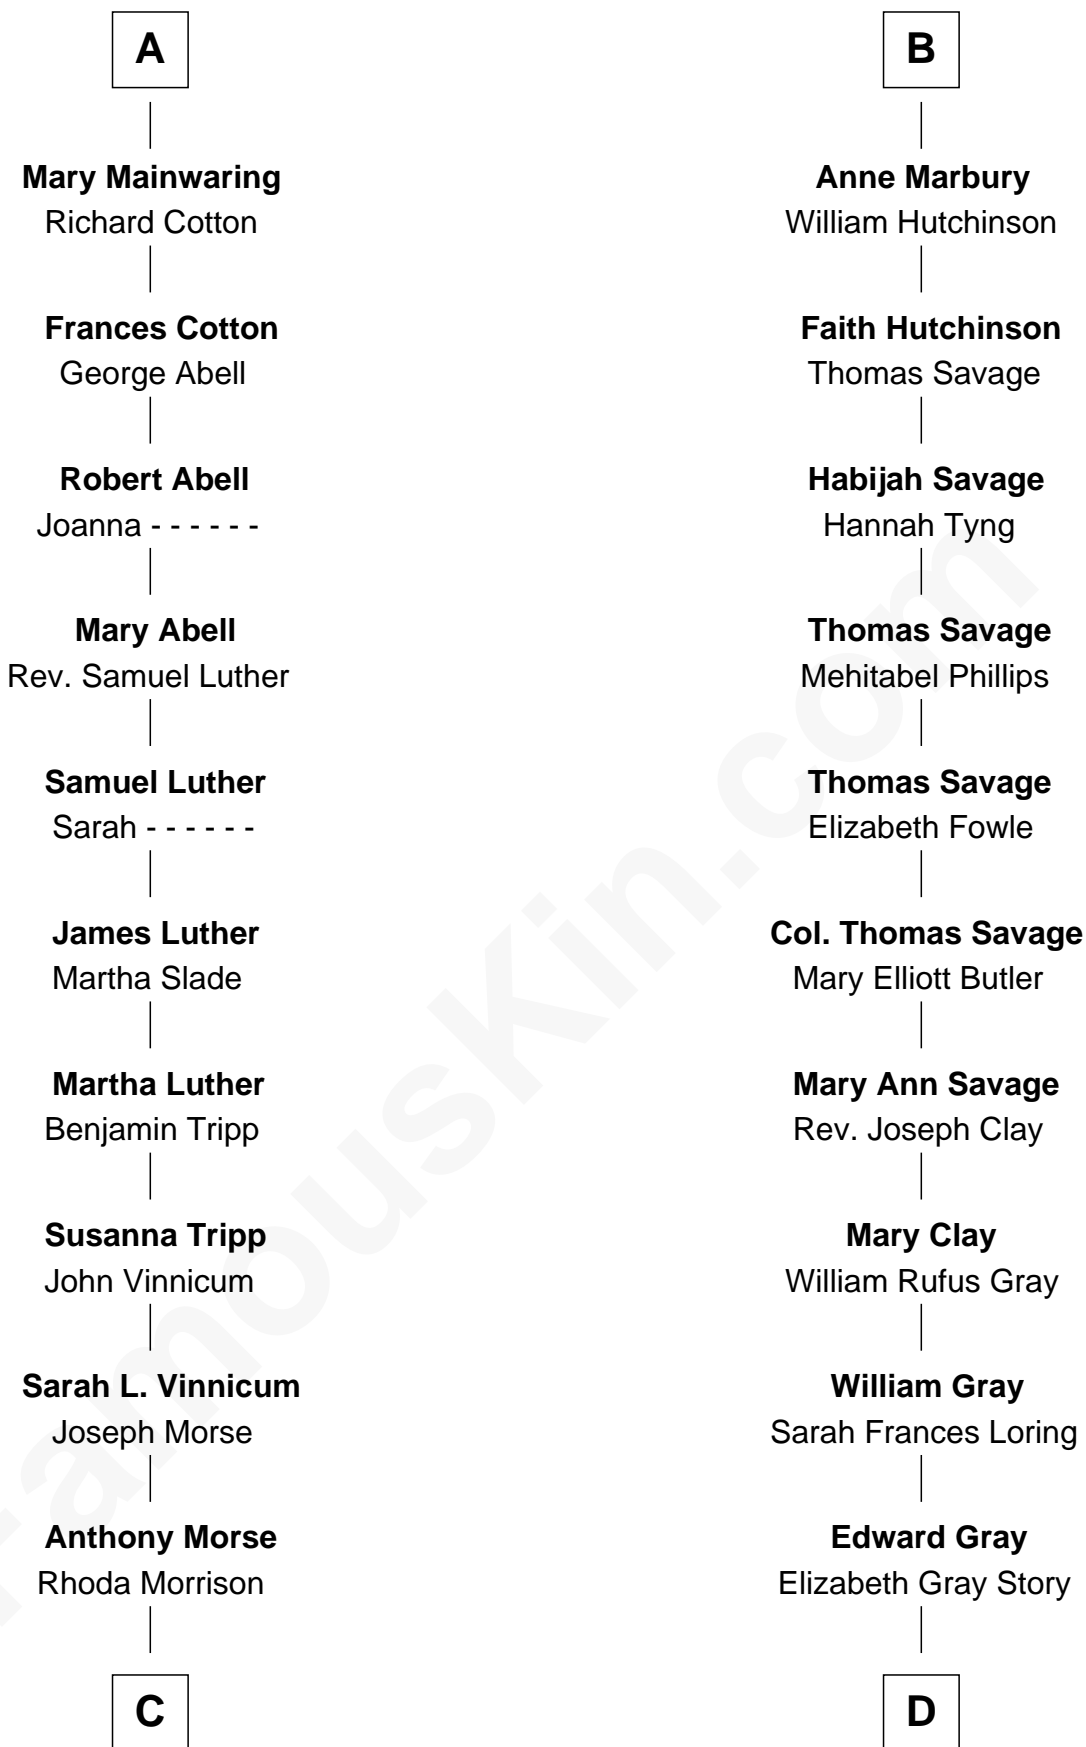 A
Mary Mainwaring
Richard Cotton
Frances Cotton
George Abell
Robert Abell
Joanna - - - - - -
Mary Abell
Rev. Samuel Luther
Samuel Luther
Sarah - - - - - -
James Luther
Martha Slade
Martha Luther
Benjamin Tripp
Susanna Tripp
John Vinnicum
Sarah L. Vinnicum
Joseph Morse
Anthony Morse
Rhoda Morrison
C
B
Anne Marbury
William Hutchinson
Faith Hutchinson
Thomas Savage
Habijah Savage
Hannah Tyng
Thomas Savage
Mehitabel Phillips
Thomas Savage
Elizabeth Fowle
Col. Thomas Savage
Mary Elliott Butler
Mary Ann Savage
Rev. Joseph Clay
Mary Clay
William Rufus Gray
William Gray
Sarah Frances Loring
Edward Gray
Elizabeth Gray Story
D
FamousKin.com